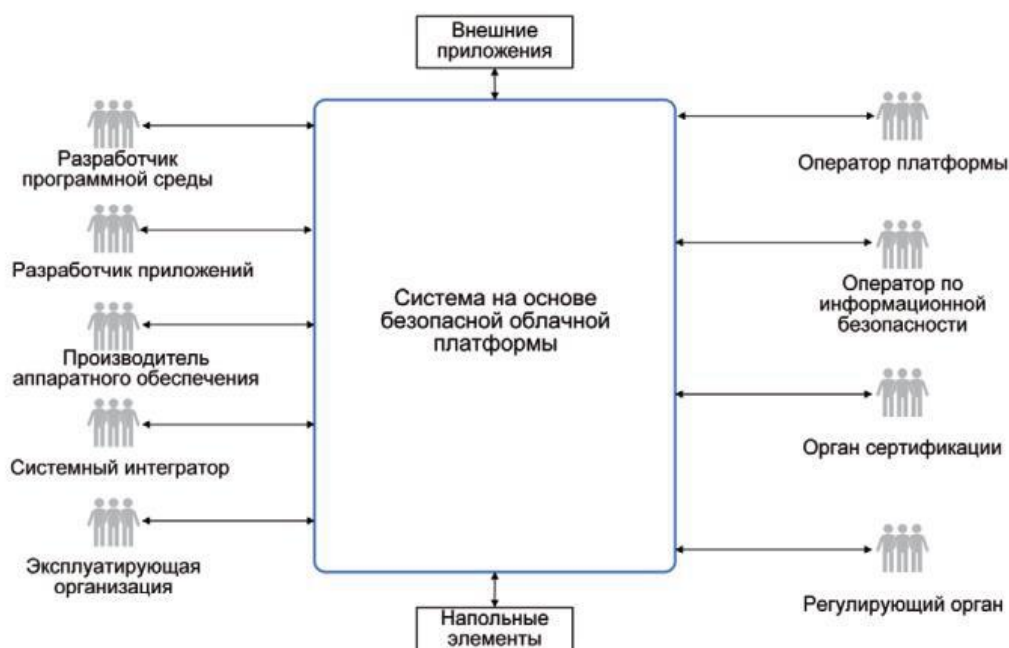 Внешние
приложения
Разработчик
программной среды
Разработчик приложений
Производитель
аппаратного обеспечения
Системный интегратор
Эксплуатирующая
организация
Система на основе
безопасной облачной
платформы
Оператор платформы
Оператор по
информационной
безопасности
Орган сертификации
Регулирующий орган
Напольные
элементы